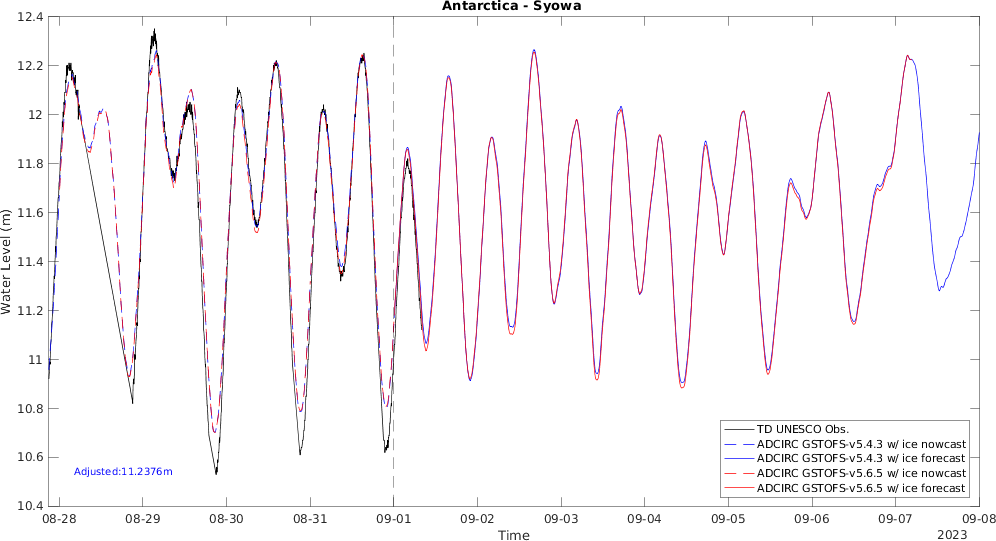 Antarctica - Syowa
12.4
12.2
12
11.8
11.6
11.4
11.2
11
10.8
10.6
10.4
Water Level (m)
Adjusted:11.2376m
TD UNESCO Obs.
ADCIRC GSTOFS-v5.4.3 w/ ice nowcast
ADCIRC GSTOFS-v5.4.3 w/ ice forecast
ADCIRC GSTOFS-v5.6.5 w/ ice nowcast
ADCIRC GSTOFS-v5.6.5 w/ ice forecast
08-28 08-29 08-30 08-31 09-01 09-02 09-03 09-04 09-05 09-06 09-07 09-08
Time
2023